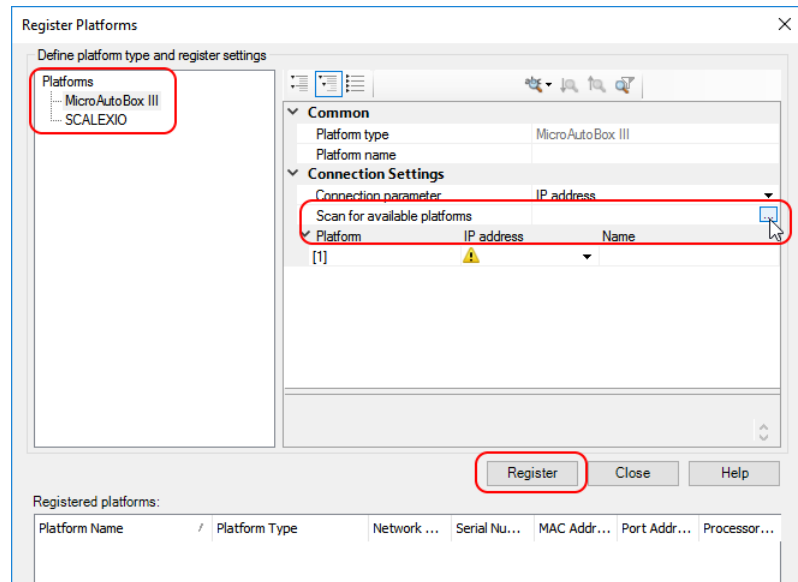 Register Platforms
Define platform type and register settings
Platforms
MicroAutoBox III
SCALEXIO
Common
Platform type MicroAutoBox III
Platform name
Connection Settings
Connection parameter IP address
Scan for available platforms ...
Platform IP address Name
[1]
Register Close Help
Registered platforms:
Platform Name / Platform Type Network ... Serial Nu... MAC Addr... Port Addr... Processor...